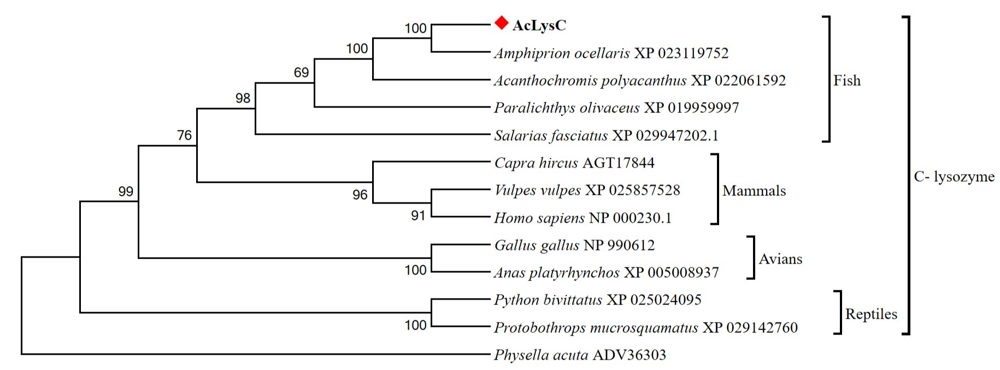 100
AcLysC
Amphiprion ocellaris XP 023119752
100
Acanthochromis polyacanthus XP 022061592
69
Paralichthys olivaceus XP 019959997
98
Salarias fasciatus XP 029947202.1
Fish
76
Capra hircus AGT17844
Vulpes vulpes XP 025857528
96
Homo sapiens NP 000230.1
91
Mammals
99
Gallus gallus NP 990612
Anas platyrhynchos XP 005008937
100
Avians
Python bivittatus XP 025024095
Protobothrops mucrosquamatus XP 029142760
100
Reptiles
C- lysozyme
Physella acuta ADV36303